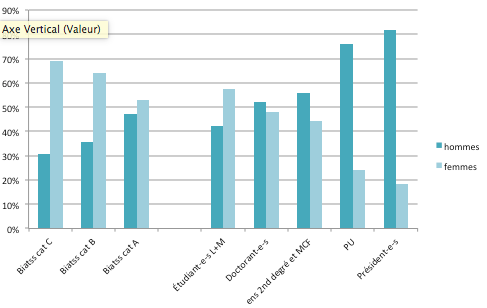 90%
Axe Vertical (Valeur)
70%
60%
50%
40%
30%
20%
10%
0%
hommes
femmes
Biatss cat C
Biatss cat B
Biatss cat A
Étudiant-e-s L+M
Doctorant-e-s
ens 2nd degré et MCF
PU
Président-e-s